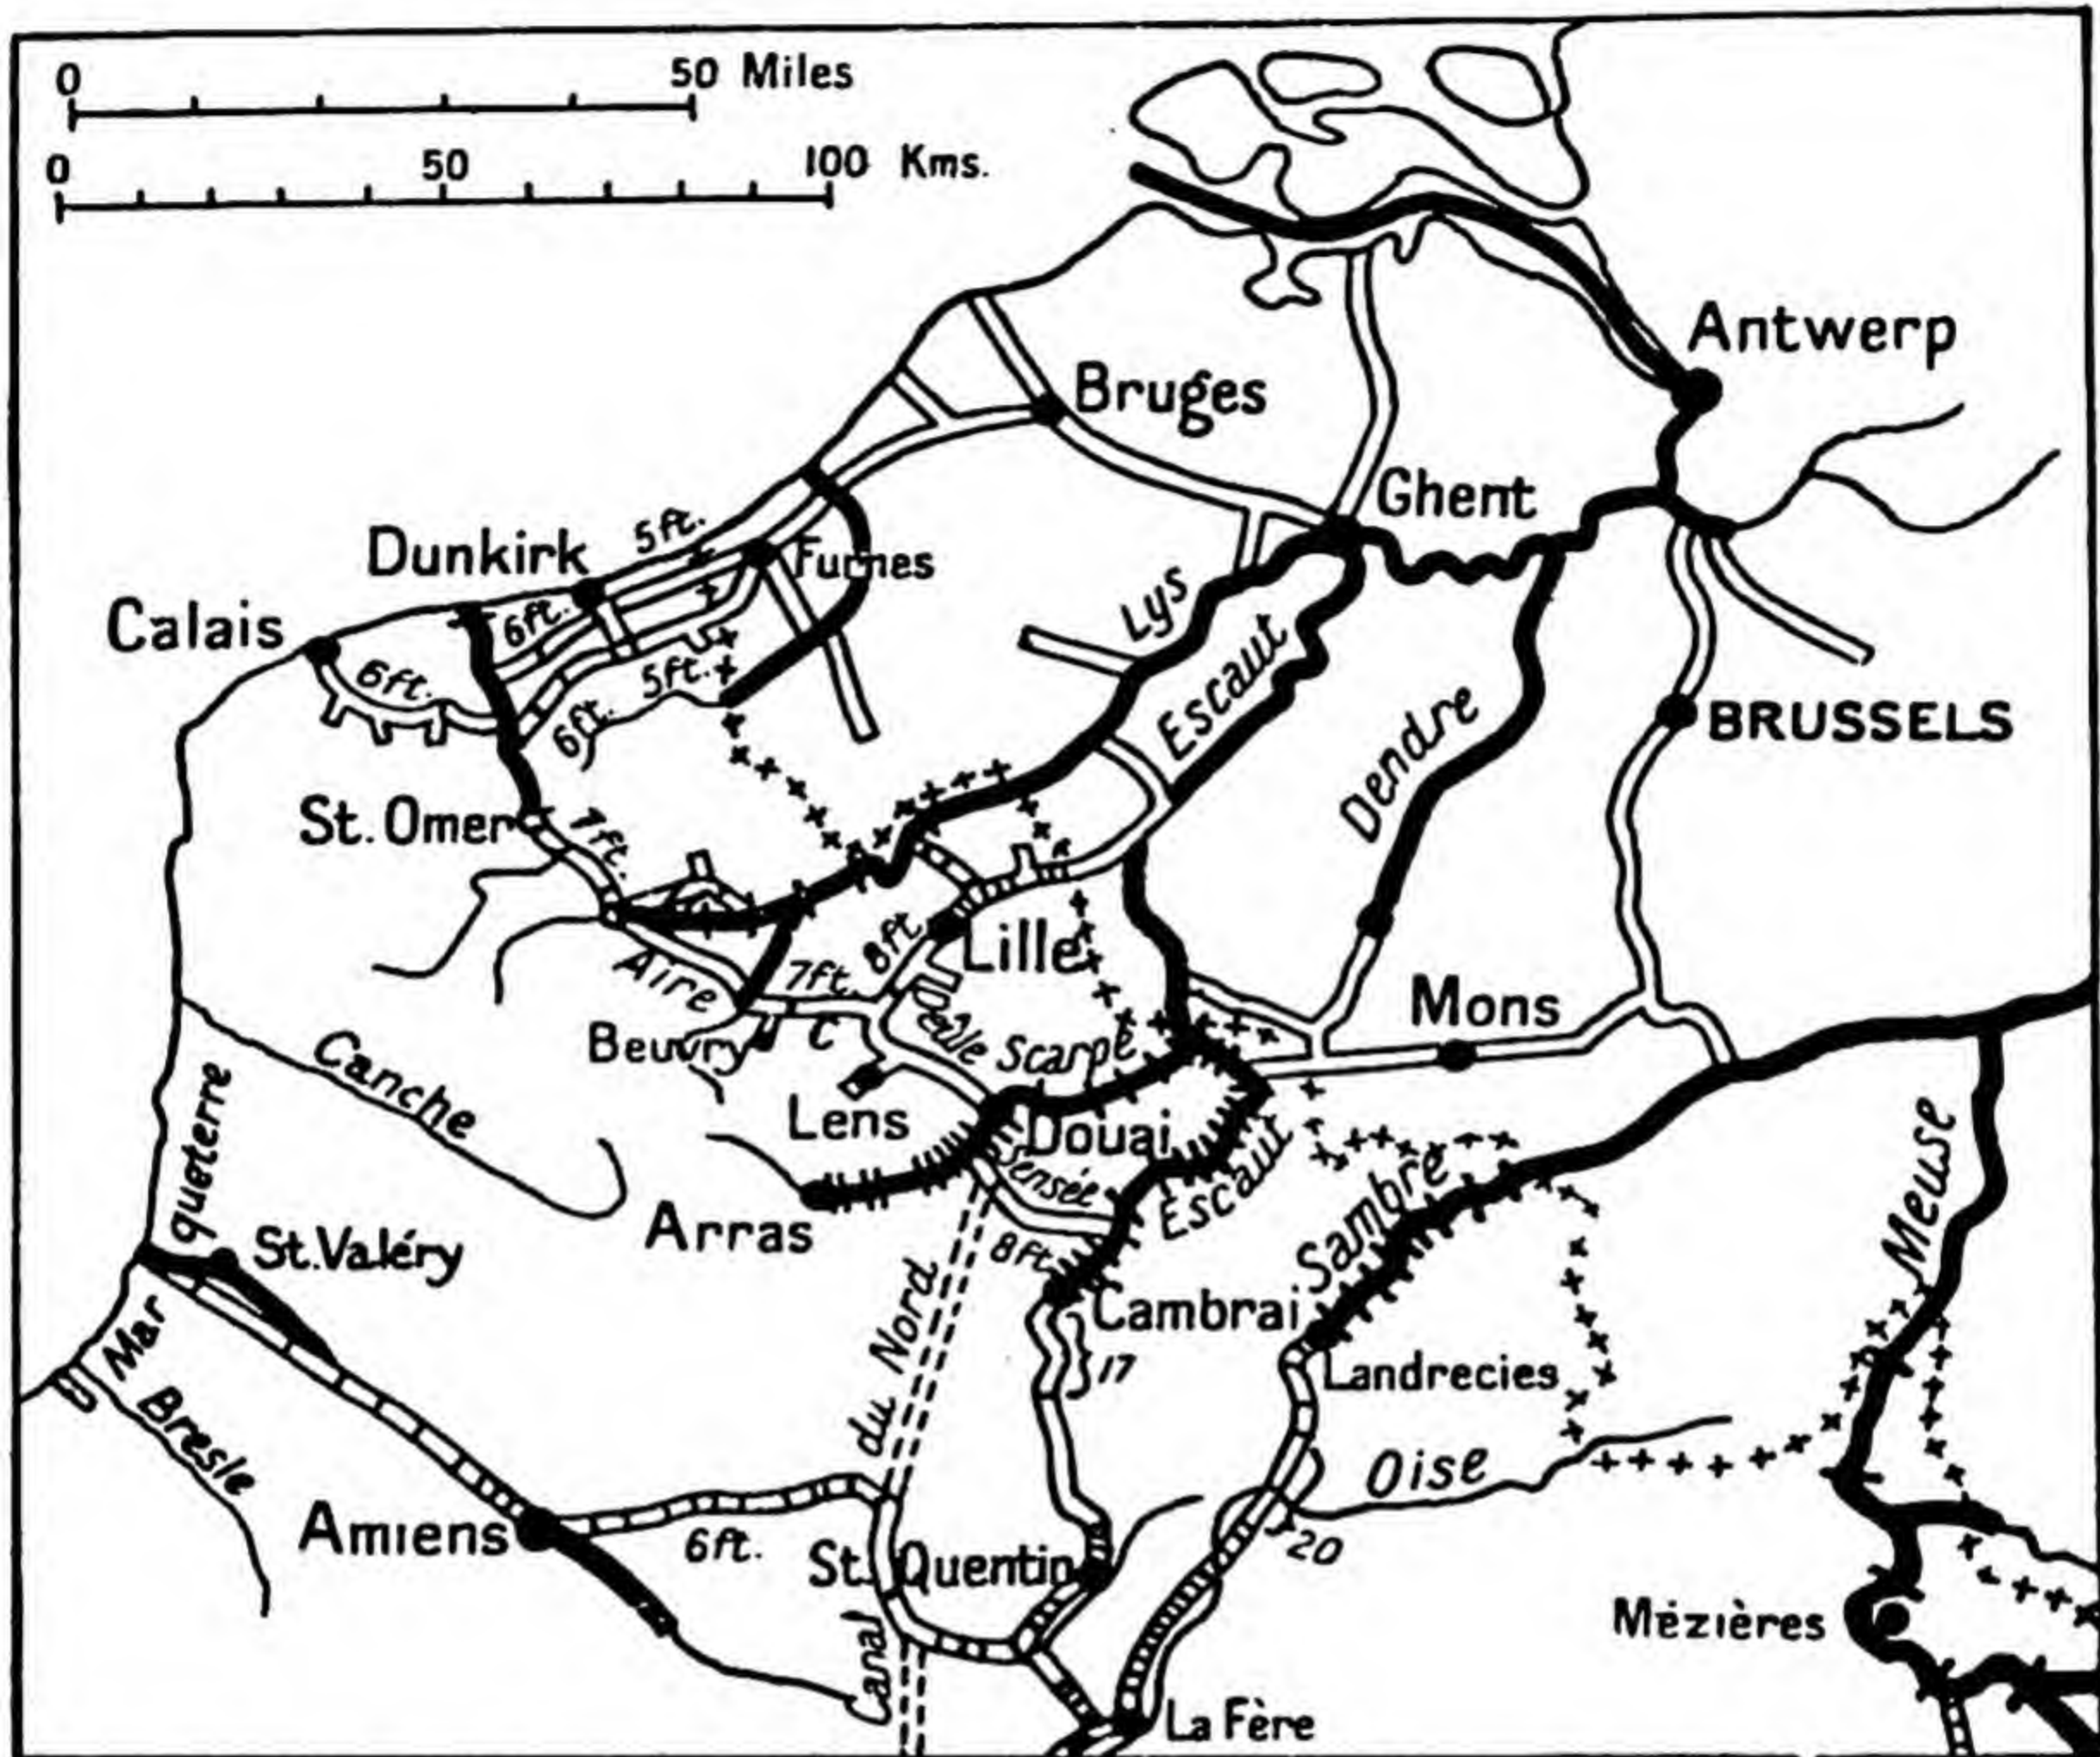 0 50 Miles
0 50 100 Kms.
Antwerp
Bruges
Ghent
5ft.
Dunkirk
Furnes
Calais
6ft.
6ft.
5ft.
6ft.
Lys
Escaut
Dendre
BRUSSELS
St. Omer
7ft.
8ft.
Lille
Aire
7ft.
C
Deûle
Beuvry
Scarpe
Mons
Canche
Lens
Douai
Sensée
Escaut
Sambre
Meuse
queterre
St. Valéry
Arras
8ft.
Cambrai
17
Landrecies
Mar
Bresle
du Nord
Oise
Amiens
6ft.
St. Quentin
20
Mézières
Canal
La Fère